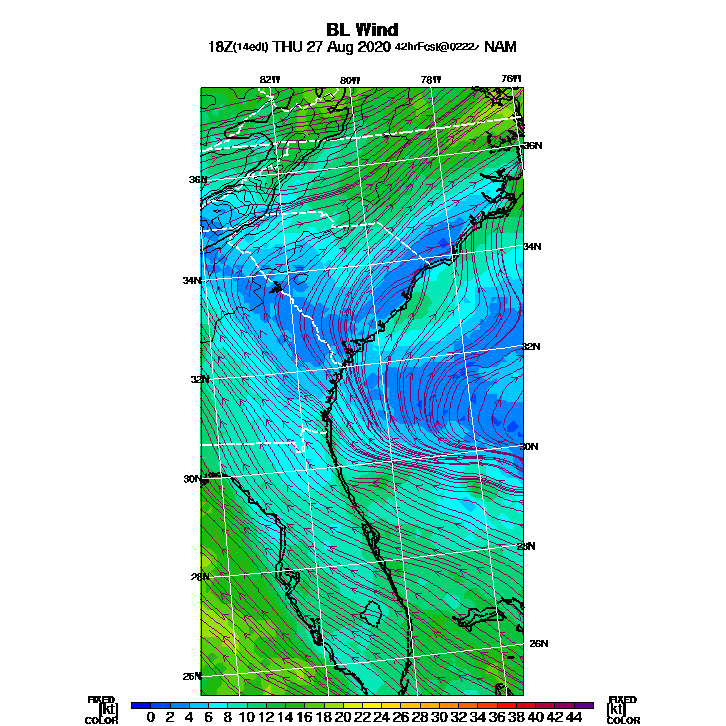 BL Wind
18Z(14edt) THU 27 Aug 2020 42hrFcst@0222z NAM
82W 80W 78W 76W
36N
36N
34N
34N
32N
32N
30N
30N
28N
28N
26N
26N
FIXED FIXED
[kt] 0 2 4 6 8 10 12 14 16 18 20 22 24 26 28 30 32 34 36 38 40 42 44 [kt]
COLOR COLOR